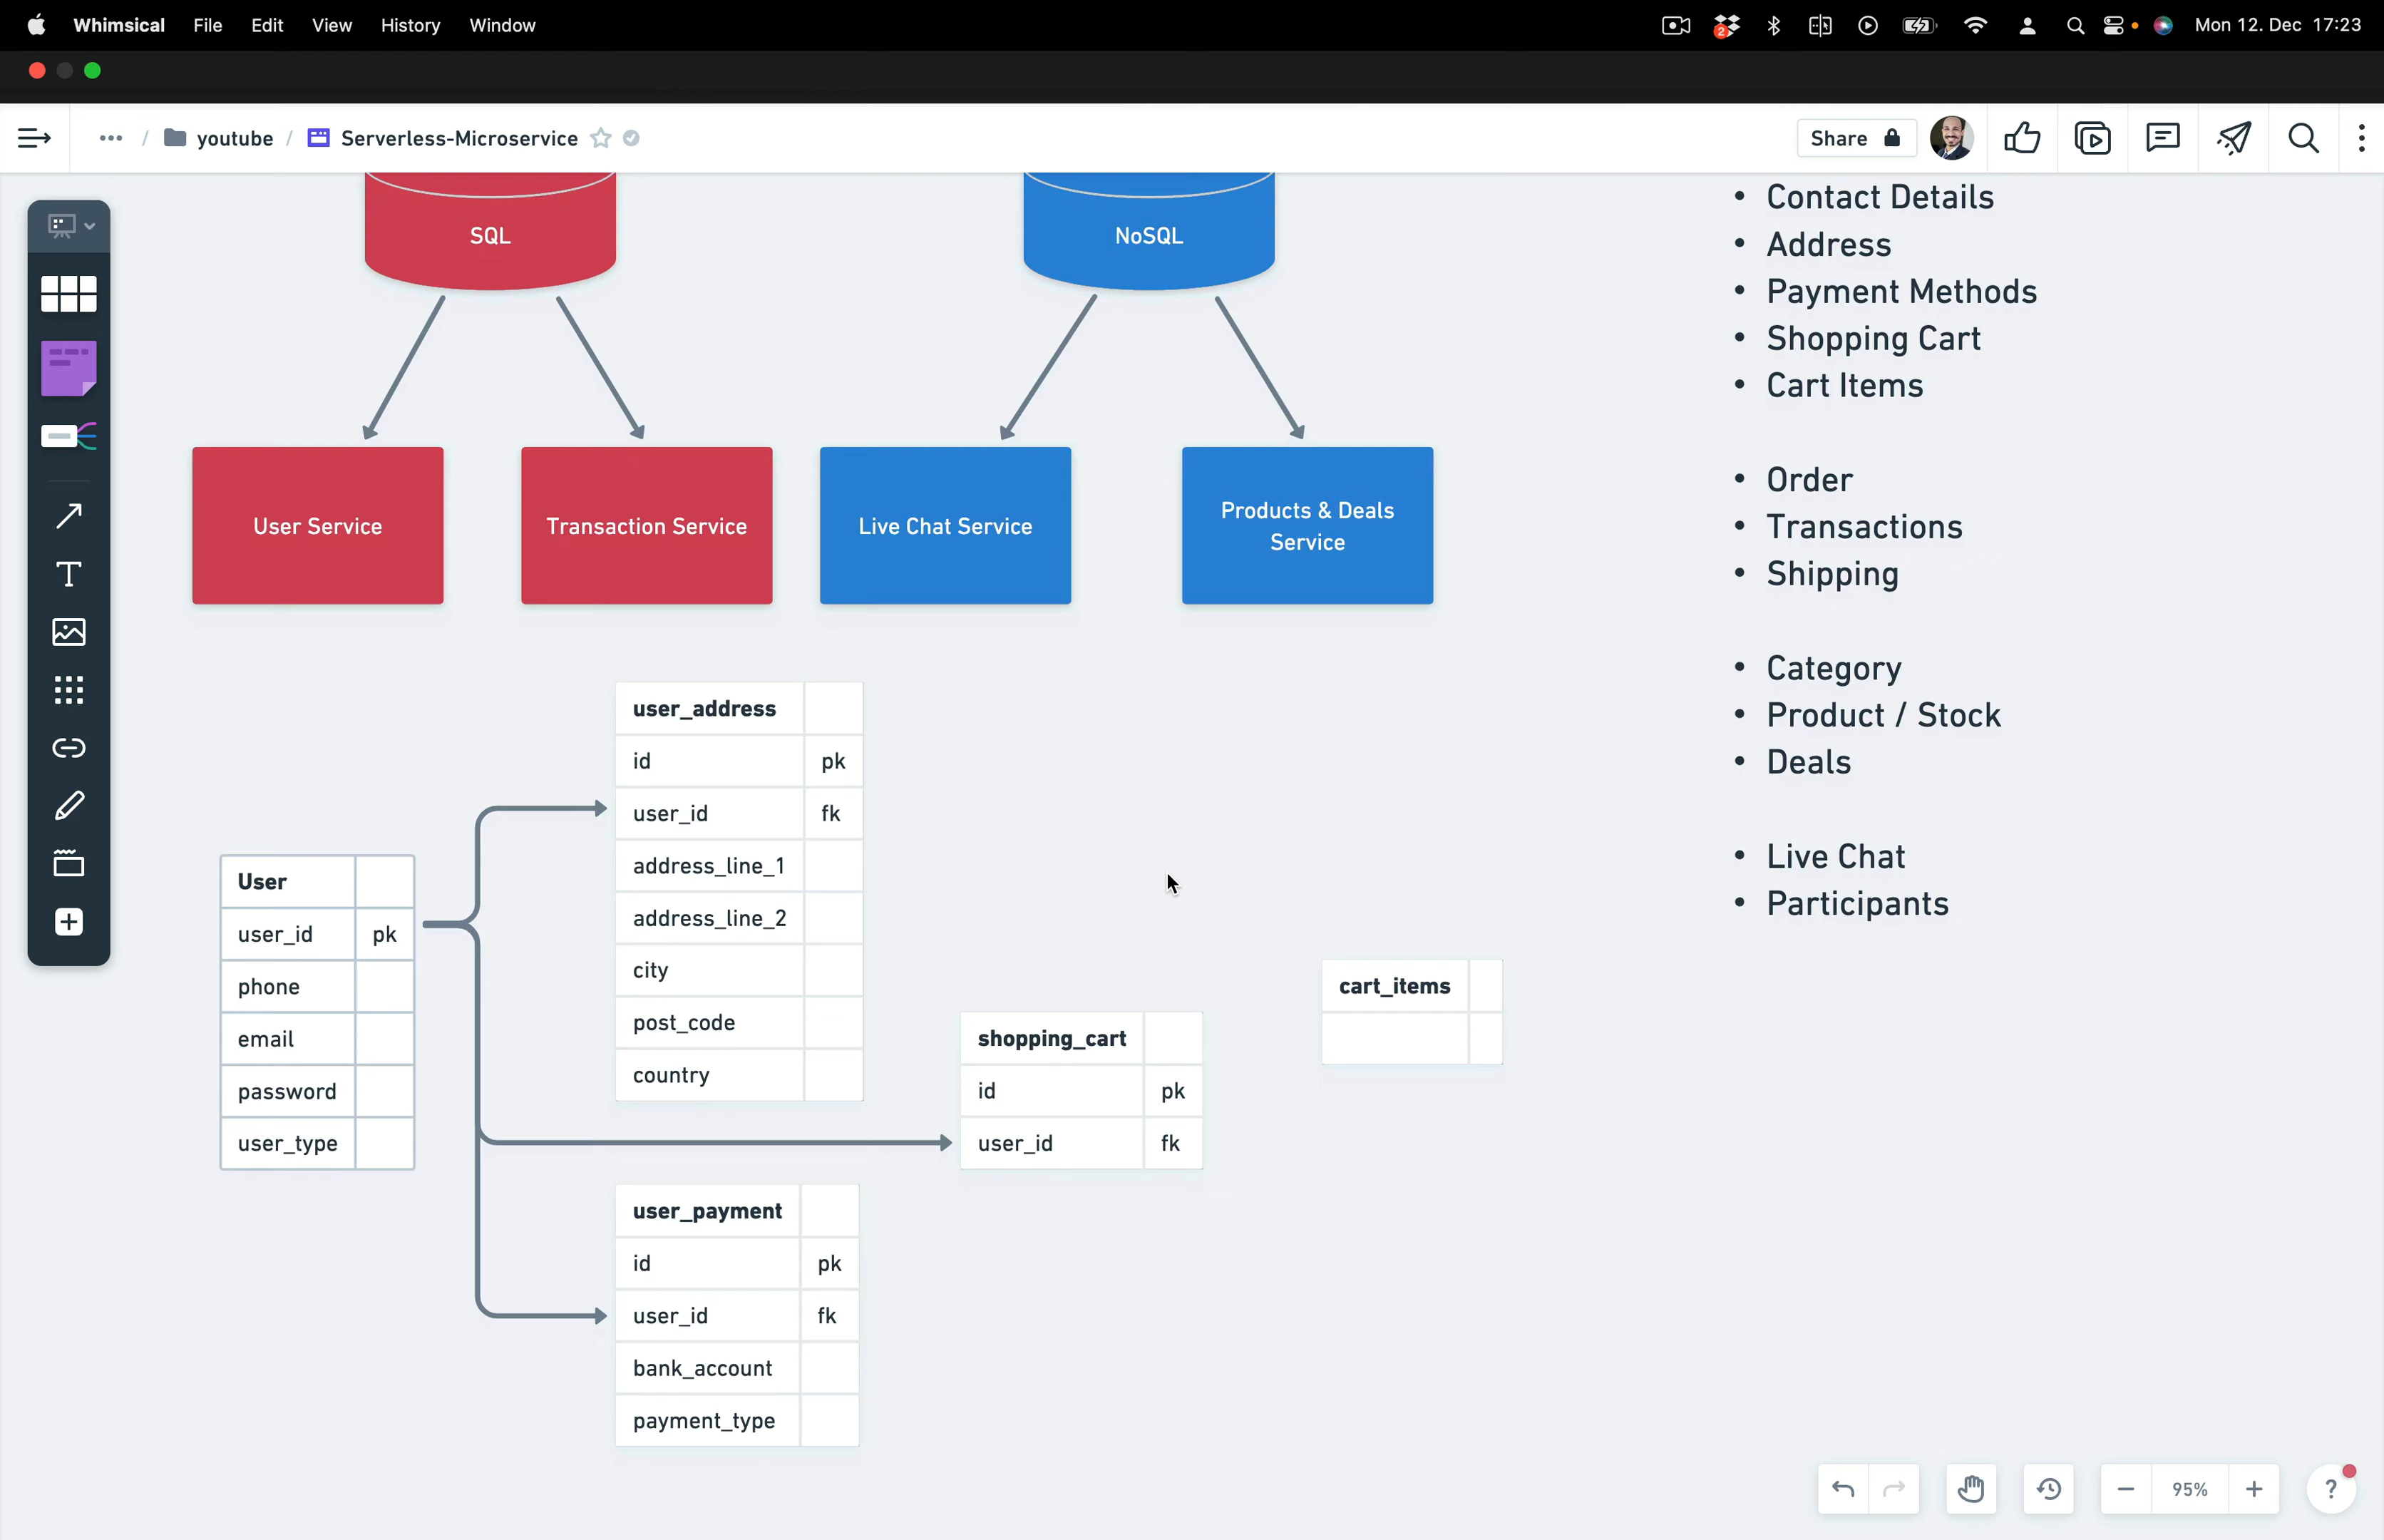 Whimsical File Edit View History Window
2
Mon 12. Dec 17:23
••• / youtube / Serverless-Microservice
Share
SQL
NoSQL
User Service
Transaction Service
Live Chat Service
Products & Deals
Service
• Contact Details
• Address
• Payment Methods
• Shopping Cart
• Cart Items
• Order
• Transactions
• Shipping
• Category
• Product / Stock
• Deals
• Live Chat
• Participants
T
User
user_id pk
phone
email
password
user_type
user_address
id pk
user_id fk
address_line_1
address_line_2
city
post_code
country
shopping_cart
id pk
user_id fk
cart_items
user_payment
id pk
user_id fk
bank_account
payment_type
95%
?